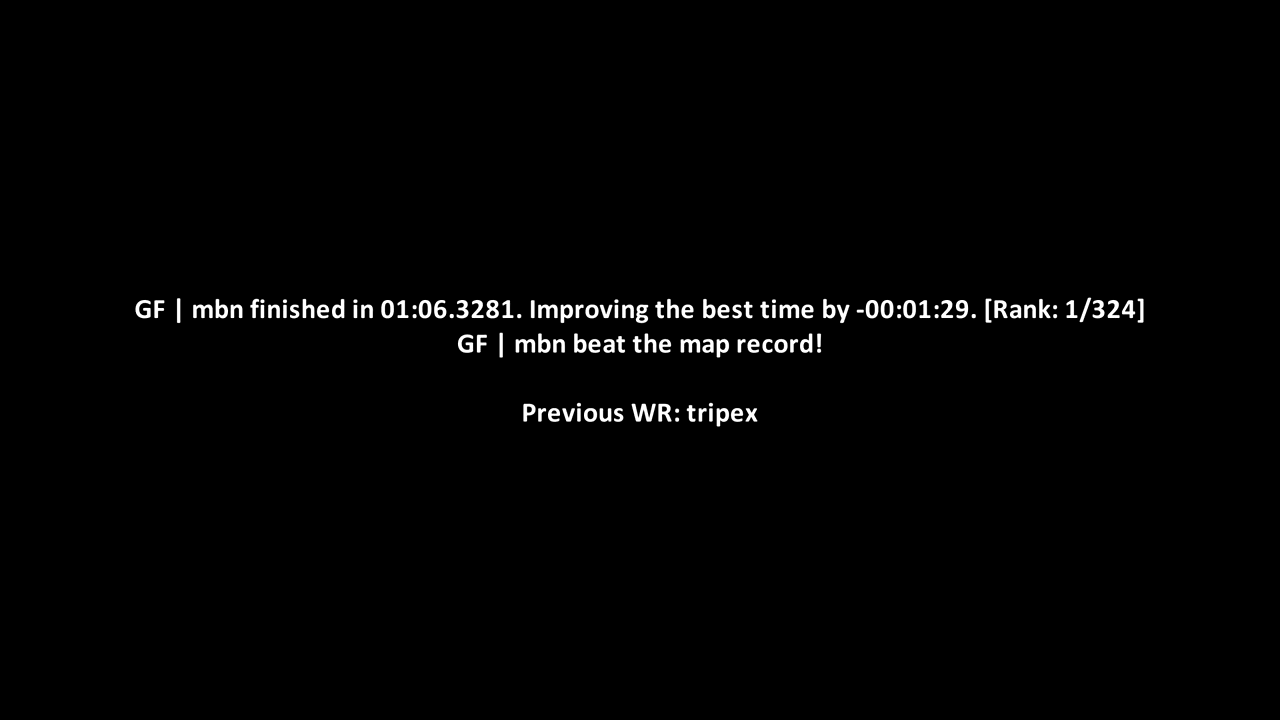 GF | mbn finished in 01:06.3281. Improving the best time by -00:01:29. [Rank: 1/324]
GF | mbn beat the map record!
Previous WR: tripex